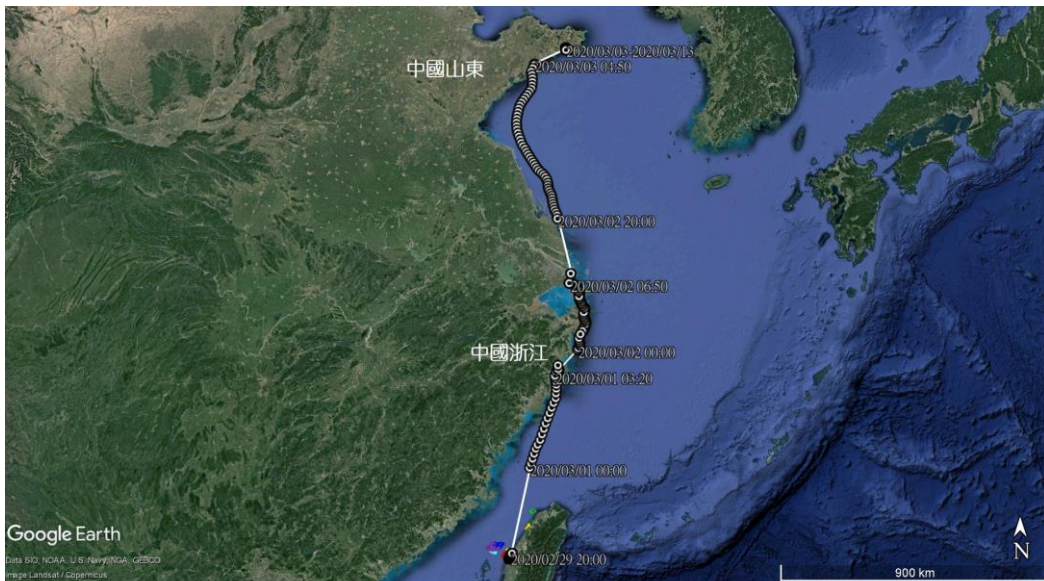 2020/03/03-2020/03/13
中國山東
2020/03/03 04:50
2020/03/02 20:00
2020/03/02 06:50
中國浙江
2020/03/02 00:00
2020/03/01 03:20
2020/03/01 00:00
Google Earth
Data SIO, NOAA, U.S. Navy, NGA, GEBCO
Image Landsat / Copernicus
2020/02/29 20:00
N
900 km